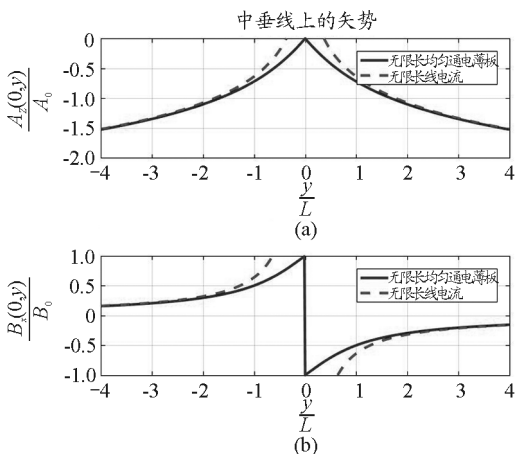 中垂线上的矢势
0
-0.5
-1.0
-1.5
-2.0
A_z(0,y)
A_0
无限长均匀通电薄板
无限长线电流
-4 -3 -2 -1 0 1 2 3 4
y
L
(a)
1.0
0.5
0
-0.5
-1.0
B_x(0,y)
B_0
无限长均匀通电薄板
无限长线电流
-4 -3 -2 -1 0 1 2 3 4
y
L
(b)